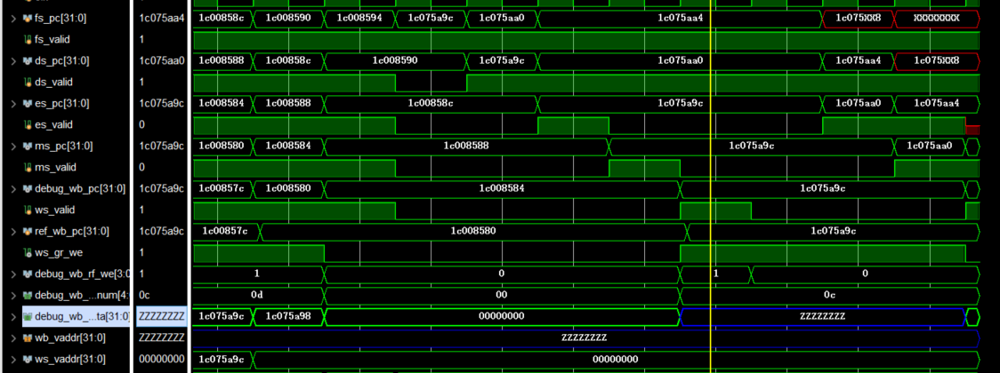 fs_pc[31:0] 1c075aa4 1c00858c 1c008590 1c008594 1c075a9c 1c075aa0 1c075aa4 1c075XX8 XXXXXXXX
fs_valid 1
ds_pc[31:0] 1c075aa0 1c008588 1c00858c 1c008590 1c075a9c 1c075aa0 1c075aa4 1c075XX8
ds_valid 1
es_pc[31:0] 1c075a9c 1c008584 1c008588 1c00858c 1c075a9c 1c075aa0 1c075aa4
es_valid 0
ms_pc[31:0] 1c075a9c 1c008580 1c008584 1c008588 1c075a9c 1c075aa0
ms_valid 0
debug_wb_pc[31:0] 1c075a9c 1c00857c 1c008580 1c008584 1c075a9c
ws_valid 1
ref_wb_pc[31:0] 1c075a9c 1c00857c 1c008580 1c075a9c
ws_gr_we 1
debug_wb_rf_we[3:0 1 1 0 1 0
debug_wb_...num[4: 0c 0d 00 0c
debug_wb_...ta[31:0] ZZZZZZZZ 1c075a9c 1c075a98 00000000 ZZZZZZZZ
wb_vaddr[31:0] ZZZZZZZZ ZZZZZZZZ
ws_vaddr[31:0] 00000000 1c075a9c 00000000